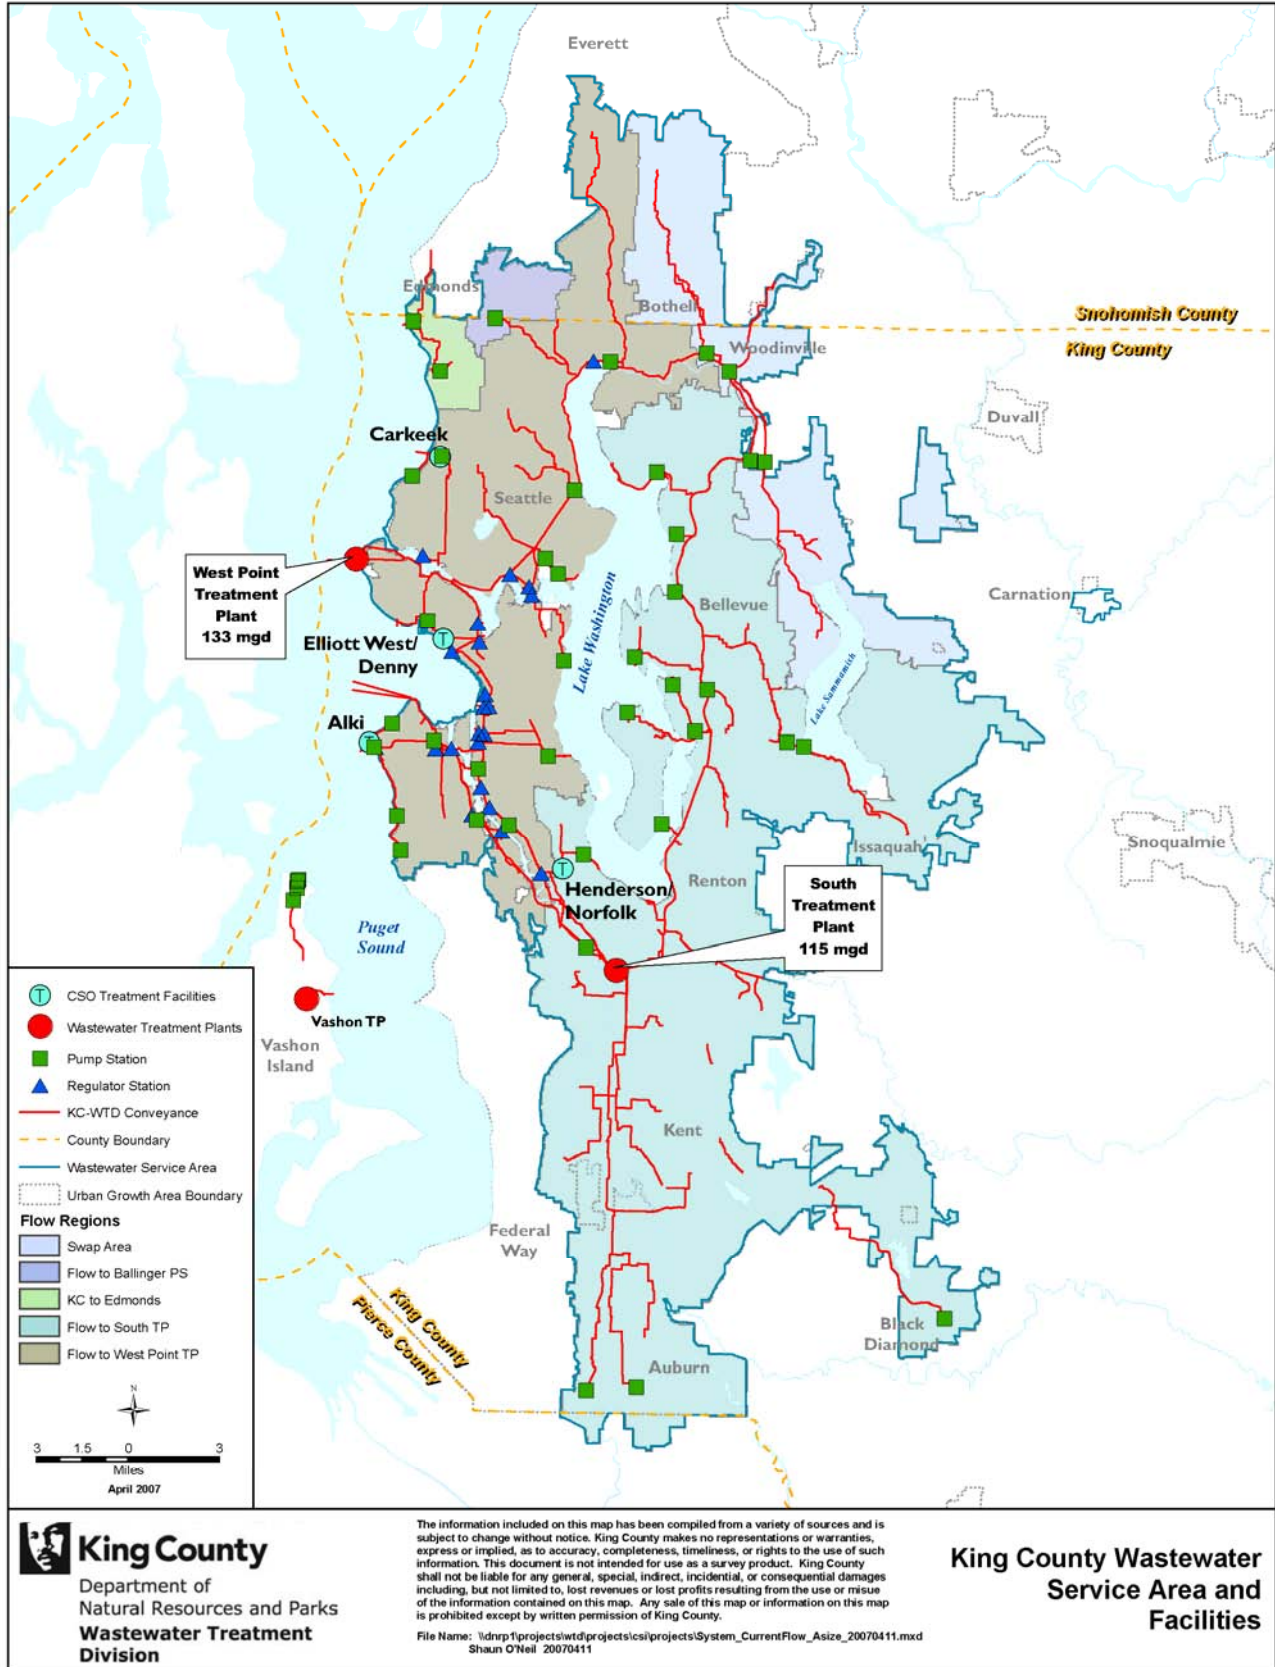 Everett
Edmonds
Bothell
Snohomish County
King County
Woodinville
Duvall
Carkeek
Seattle
West Point
Treatment
Plant
133 mgd
Lake Washington
Bellevue
Carnation
Elliott West/
Denny
Lake Sammamish
Alki
Issaquah
Snoqualmie
Henderson/
Norfolk
Renton
South
Treatment
Plant
115 mgd
Puget
Sound
Vashon TP
Vashon
Island
Kent
Federal
Way
King County
Pierce County
Black
Diamond
Auburn
T CSO Treatment Facilities
Wastewater Treatment Plants
Pump Station
Regulator Station
KC-WTD Conveyance
County Boundary
Wastewater Service Area
Urban Growth Area Boundary
Flow Regions
Swap Area
Flow to Ballinger PS
KC to Edmonds
Flow to South TP
Flow to West Point TP
N
3 1.5 0 3
Miles
April 2007
King County
Department of
Natural Resources and Parks
Wastewater Treatment
Division
The information included on this map has been compiled from a variety of sources and is
subject to change without notice. King County makes no representations or warranties,
express or implied, as to accuracy, completeness, timeliness, or rights to the use of such
information. This document is not intended for use as a survey product. King County
shall not be liable for any general, special, indirect, incidental, or consequential damages
including, but not limited to, lost revenues or lost profits resulting from the use or misue
of the information contained on this map. Any sale of this map or information on this map
is prohibited except by written permission of King County.
File Name: \\dnrp1\projects\wtd\projects\csi\projects\System_CurrentFlow_Asize_20070411.mxd
Shaun O'Neil 20070411
King County Wastewater
Service Area and
Facilities